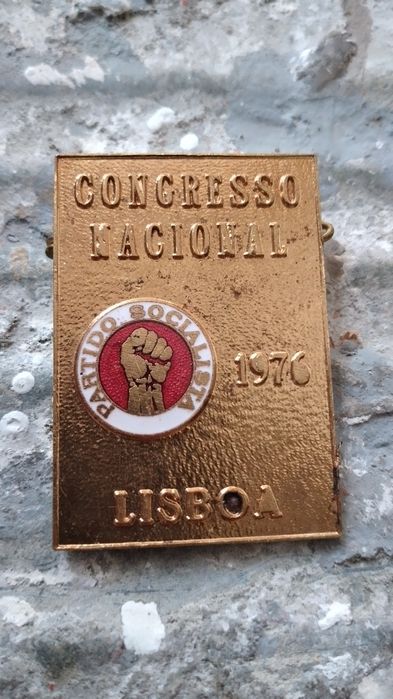 CONGRESSO
NACIONAL
PARTIDO SOCIALISTA
1976
LISBOA